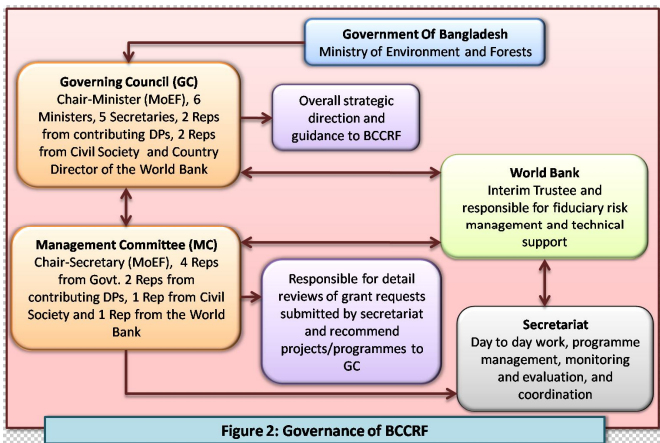 Government Of Bangladesh
Ministry of Environment and Forests
Governing Council (GC)
Chair-Minister (MoEF), 6
Ministers, 5 Secretaries, 2 Reps
from contributing DPs, 2 Reps
from Civil Society and Country
Director of the World Bank
Overall strategic
direction and
guidance to BCCRF
World Bank
Interim Trustee and
responsible for fiduciary risk
management and technical
support
Management Committee (MC)
Chair-Secretary (MoEF), 4 Reps
from Govt. 2 Reps from
contributing DPs, 1 Rep from Civil
Society and 1 Rep from the World
Bank
Responsible for detail
reviews of grant requests
submitted by secretariat
and recommend
projects/programmes to
GC
Secretariat
Day to day work, programme
management, monitoring
and evaluation, and
coordination
Figure 2: Governance of BCCRF